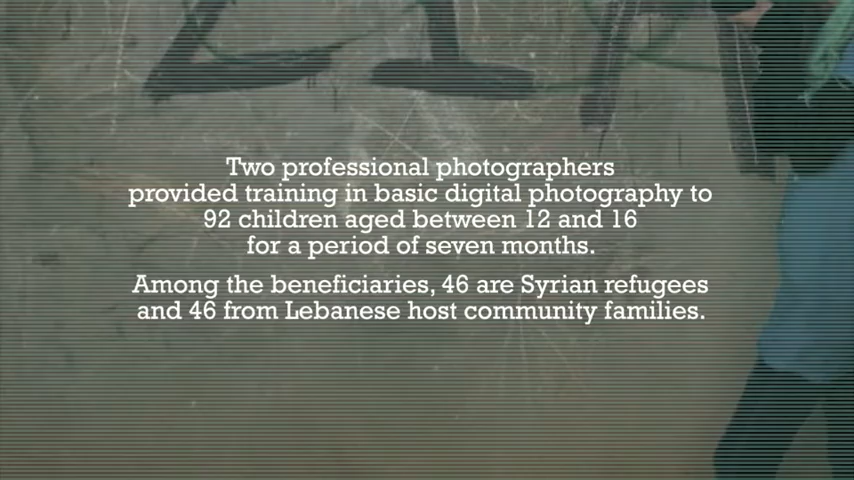 Two professional photographers
provided training in basic digital photography to
92 children aged between 12 and 16
for a period of seven months.
Among the beneficiaries, 46 are Syrian refugees
and 46 from Lebanese host community families.